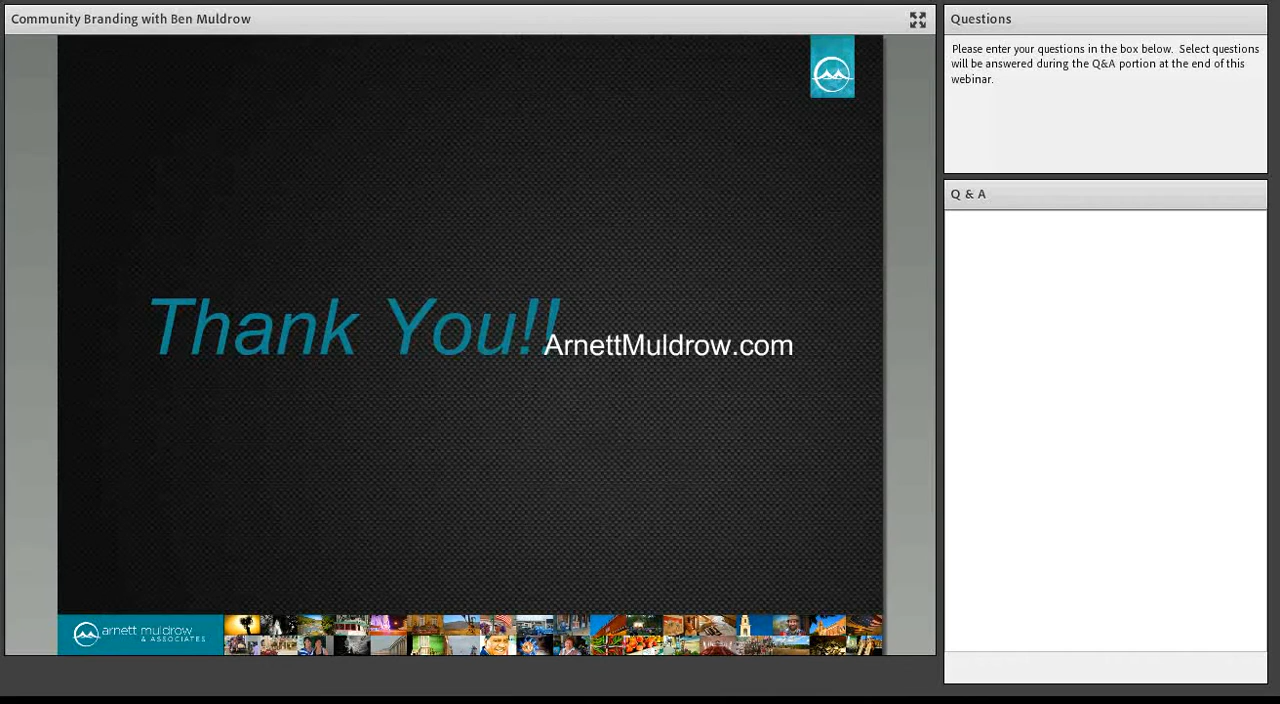 Community Branding with Ben Muldrow
Thank You!!
ArnettMuldrow.com
arnett muldrow
& ASSOCIATES
Questions
Please enter your questions in the box below.  Select questions
will be answered during the Q&A portion at the end of this
webinar.
Q & A